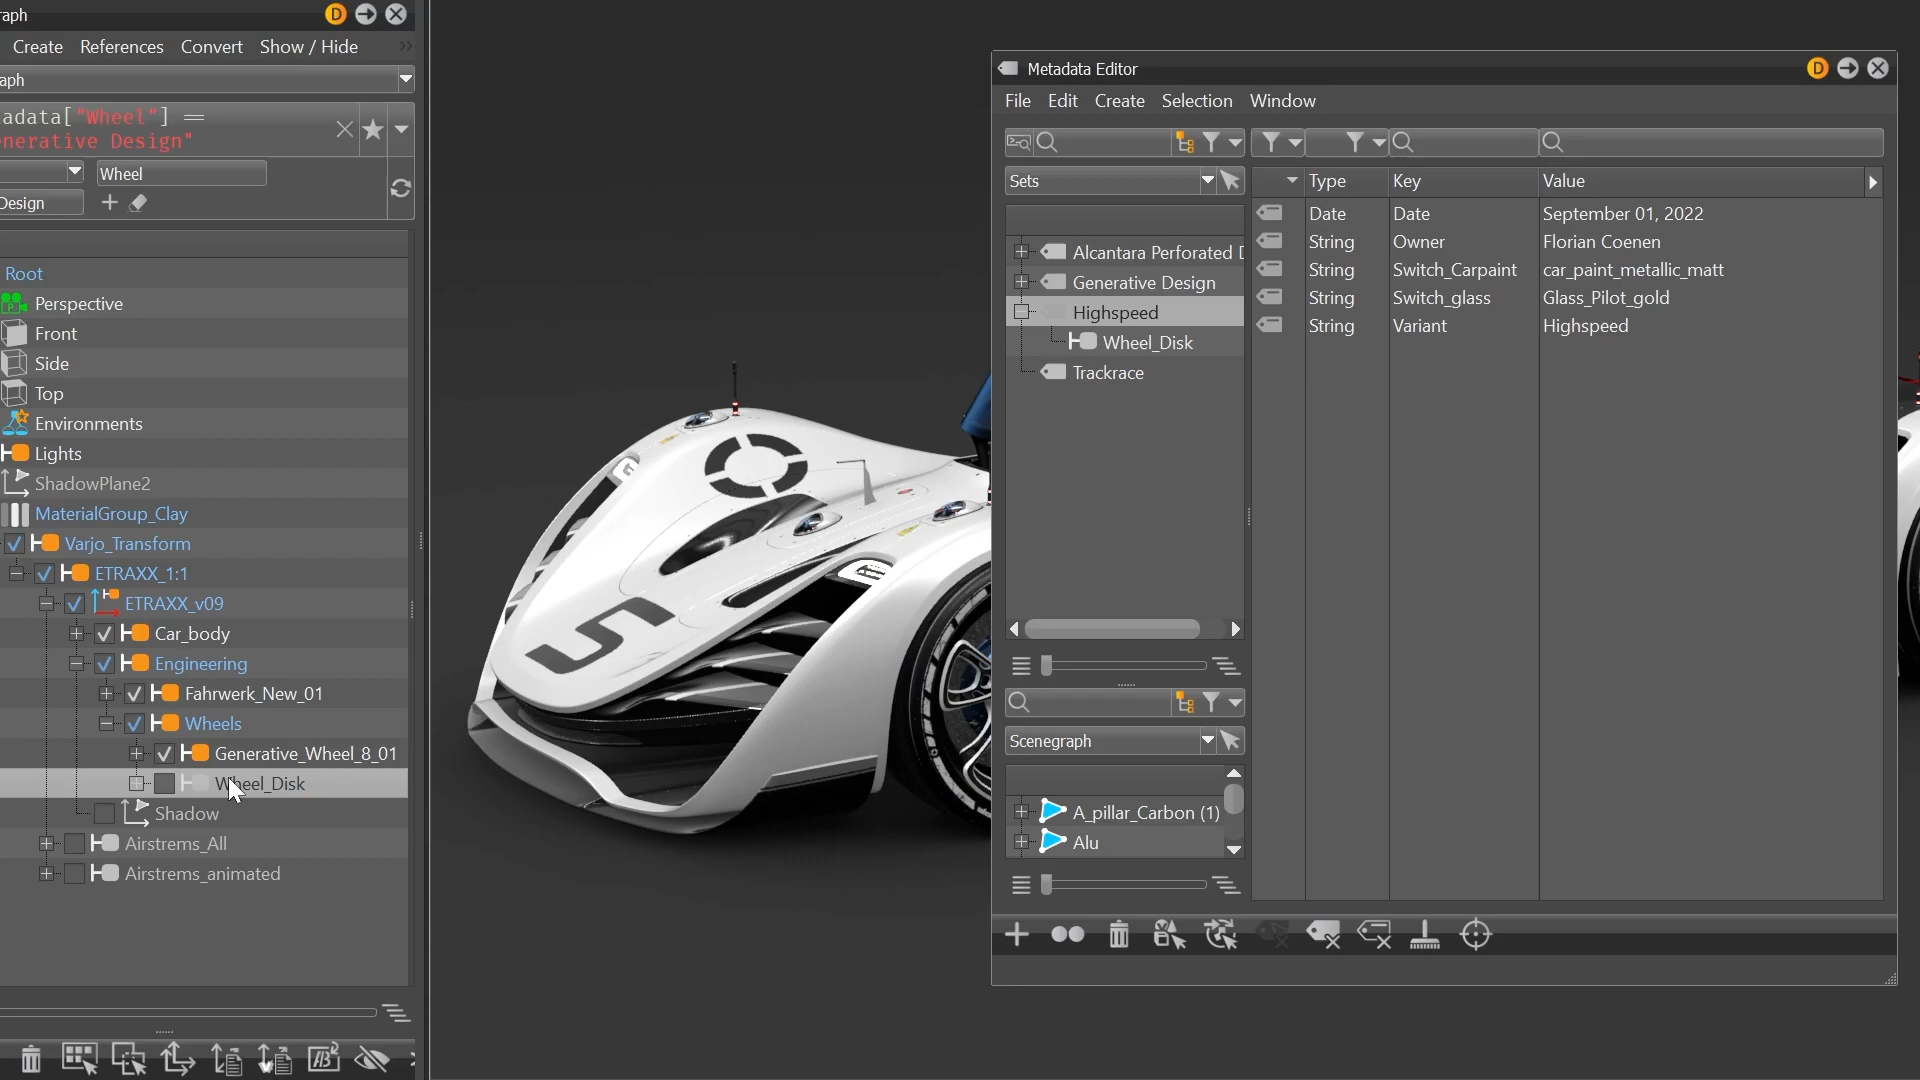 raph
Create References Convert Show / Hide
aph
adata["Wheel"] ==
nerative Design"
Wheel
Design
Root
Perspective
Front
Side
Top
Environments
Lights
ShadowPlane2
MaterialGroup_Clay
Varjo_Transform
ETRAXX_1:1
ETRAXX_v09
Car_body
Engineering
Fahrwerk_New_01
Wheels
Generative_Wheel_8_01
Wheel_Disk
Shadow
Airstrems_All
Airstrems_animated
5
Metadata Editor
File Edit Create Selection Window
Sets
Alcantara Perforated D
Generative Design
Highspeed
Wheel_Disk
Trackrace
Scenegraph
A_pillar_Carbon (1)
Alu
Type Key Value
Date Date September 01, 2022
String Owner Florian Coenen
String Switch_Carpaint car_paint_metallic_matt
String Switch_glass Glass_Pilot_gold
String Variant Highspeed
D
D